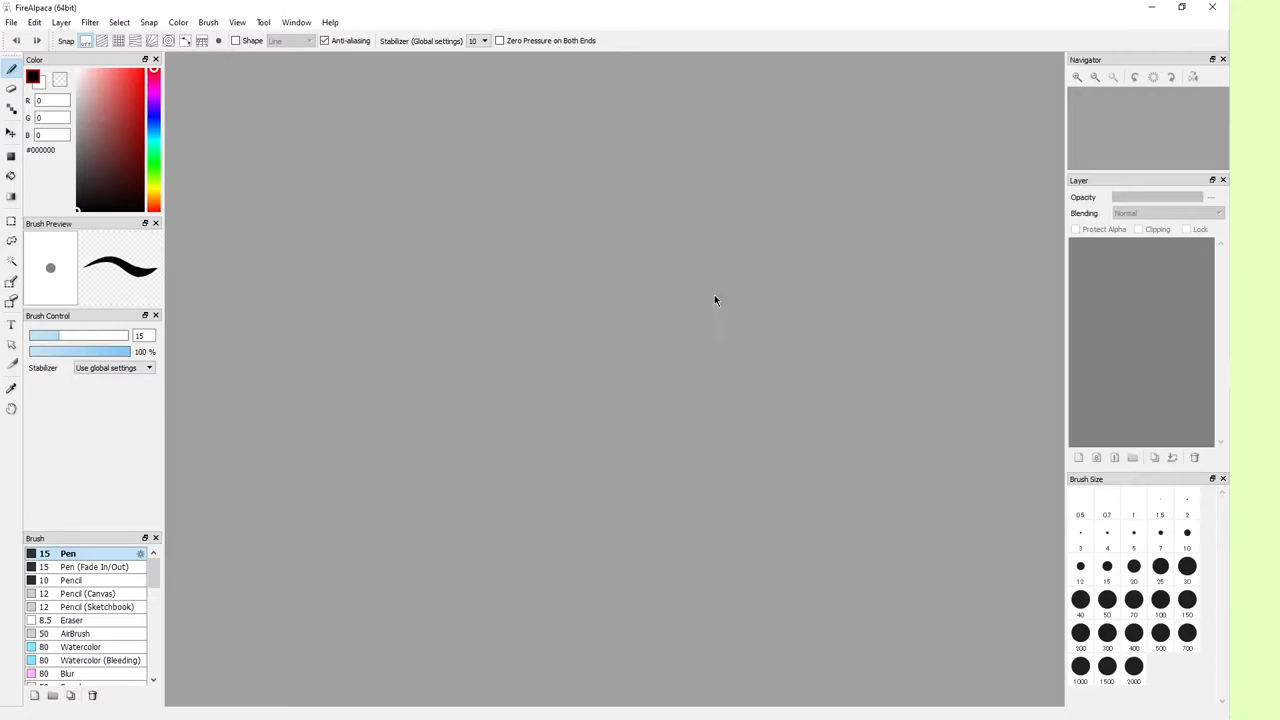 FireAlpaca (64bit)
File Edit Layer Filter Select Snap Color Brush View Tool Window Help
Snap OFF Shape Line Anti-aliasing Stabilizer (Global settings) 10 Zero Pressure on Both Ends
Color
R 0
G 0
B 0
#000000
Brush Preview
Brush Control
15
100 %
Stabilizer Use global settings
Brush
15 Pen
15 Pen (Fade In/Out)
10 Pencil
12 Pencil (Canvas)
12 Pencil (Sketchbook)
8.5 Eraser
50 AirBrush
80 Watercolor
80 Watercolor (Bleeding)
80 Blur
Navigator
Layer
Opacity ---
Blending Normal
Protect Alpha Clipping Lock
Brush Size
0.5 0.7 1 1.5 2
3 4 5 7 10
12 15 20 25 30
40 50 70 100 150
200 300 400 500 700
1000 1500 2000